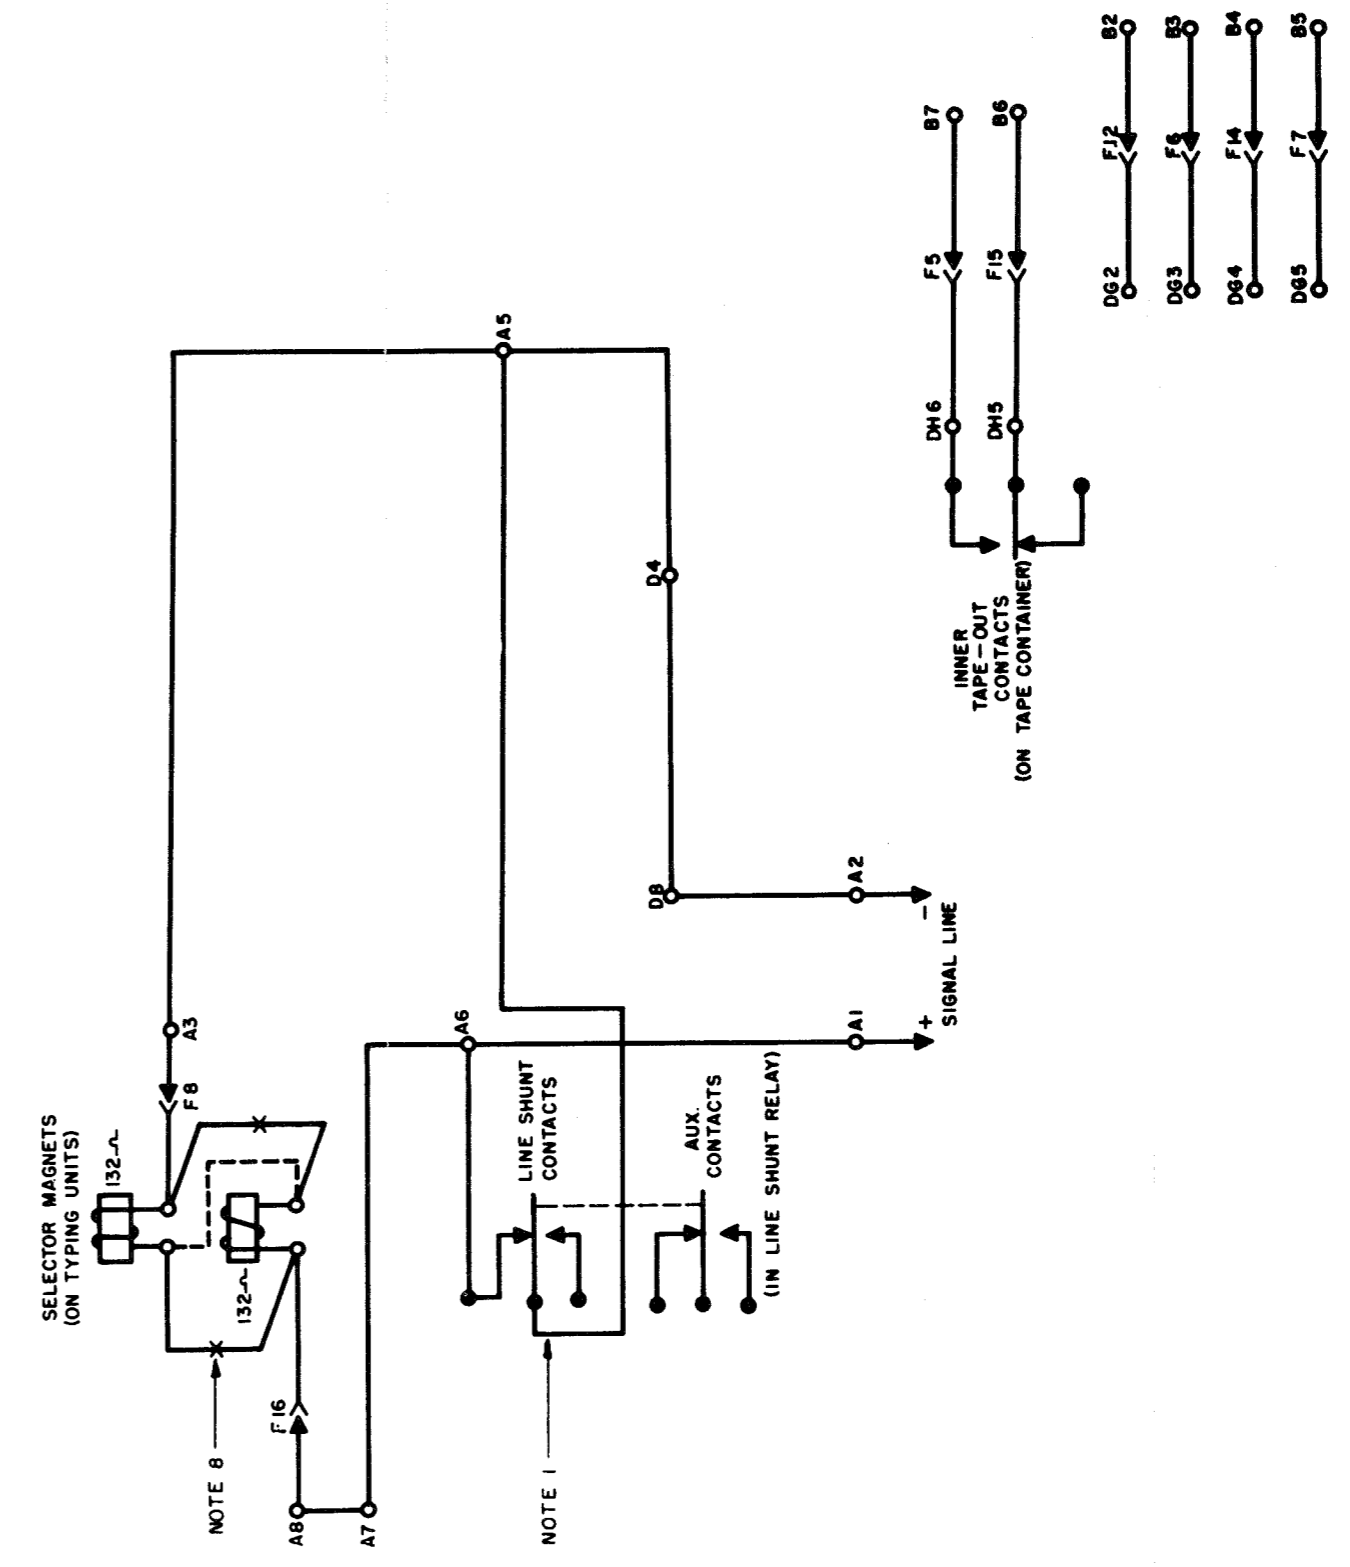 SELECTOR MAGNETS
(ON TYPING UNITS)
132
132
NOTE 8
F8
A3
F16
A8
A7
NOTE 1
A6
LINE SHUNT
CONTACTS
AUX.
CONTACTS
(IN LINE SHUNT RELAY)
A1
+
SIGNAL LINE
-
A2
D8
D4
A5
INNER
TAPE-OUT
CONTACTS
(ON TAPE CONTAINER)
DH6
F5
B7
DH5
F15
B6
DG2
F12
B2
DG3
F6
B3
DG4
F14
B4
DG5
F7
B5